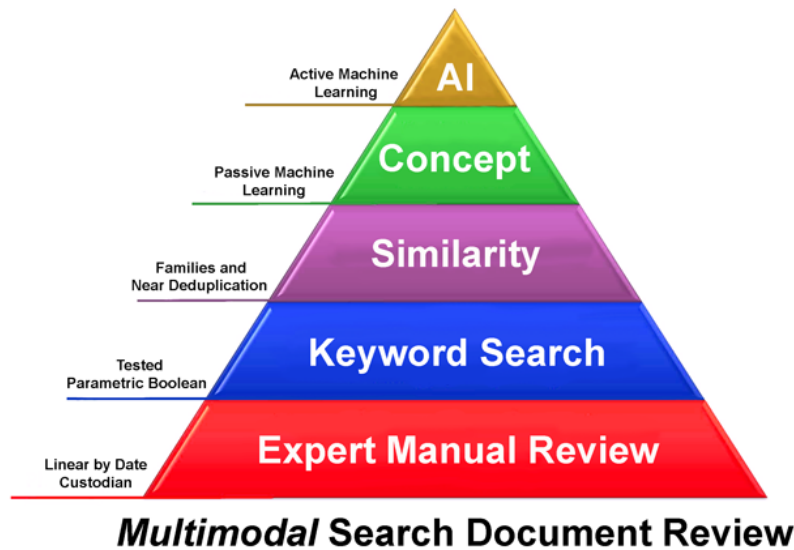 AI
Active Machine
Learning
Concept
Passive Machine
Learning
Similarity
Families and
Near Deduplication
Keyword Search
Tested
Parametric Boolean
Expert Manual Review
Linear by Date
Custodian
Multimodal Search Document Review